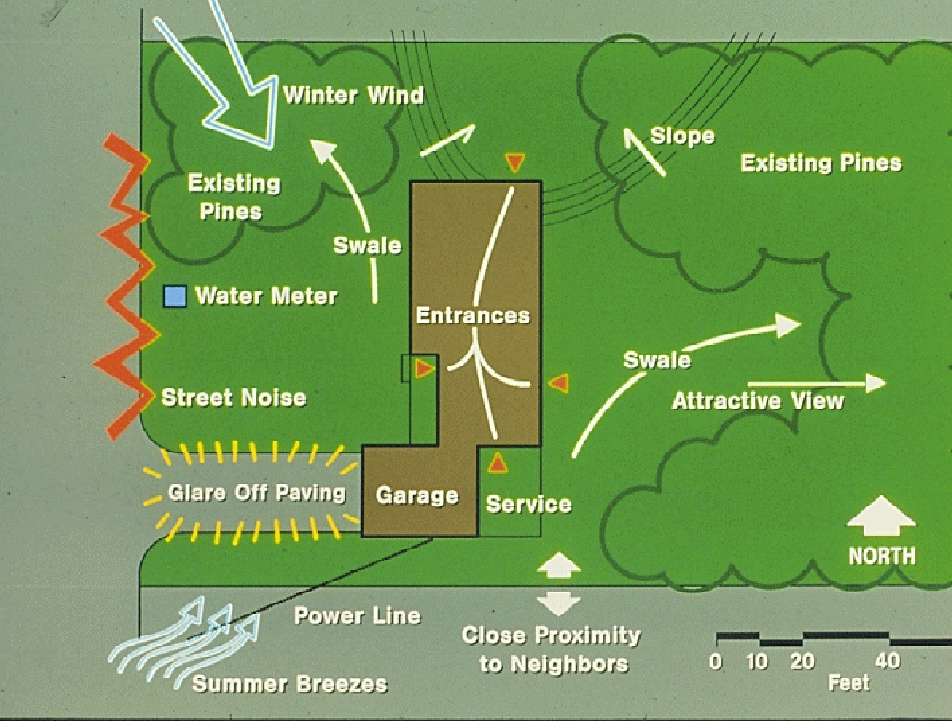 Winter Wind
Slope
Existing Pines
Existing
Pines
Swale
Water Meter
Entrances
Swale
Street Noise
Attractive View
Glare Off Paving
Garage
Service
NORTH
Power Line
Close Proximity
to Neighbors
0 10 20 40
Feet
Summer Breezes